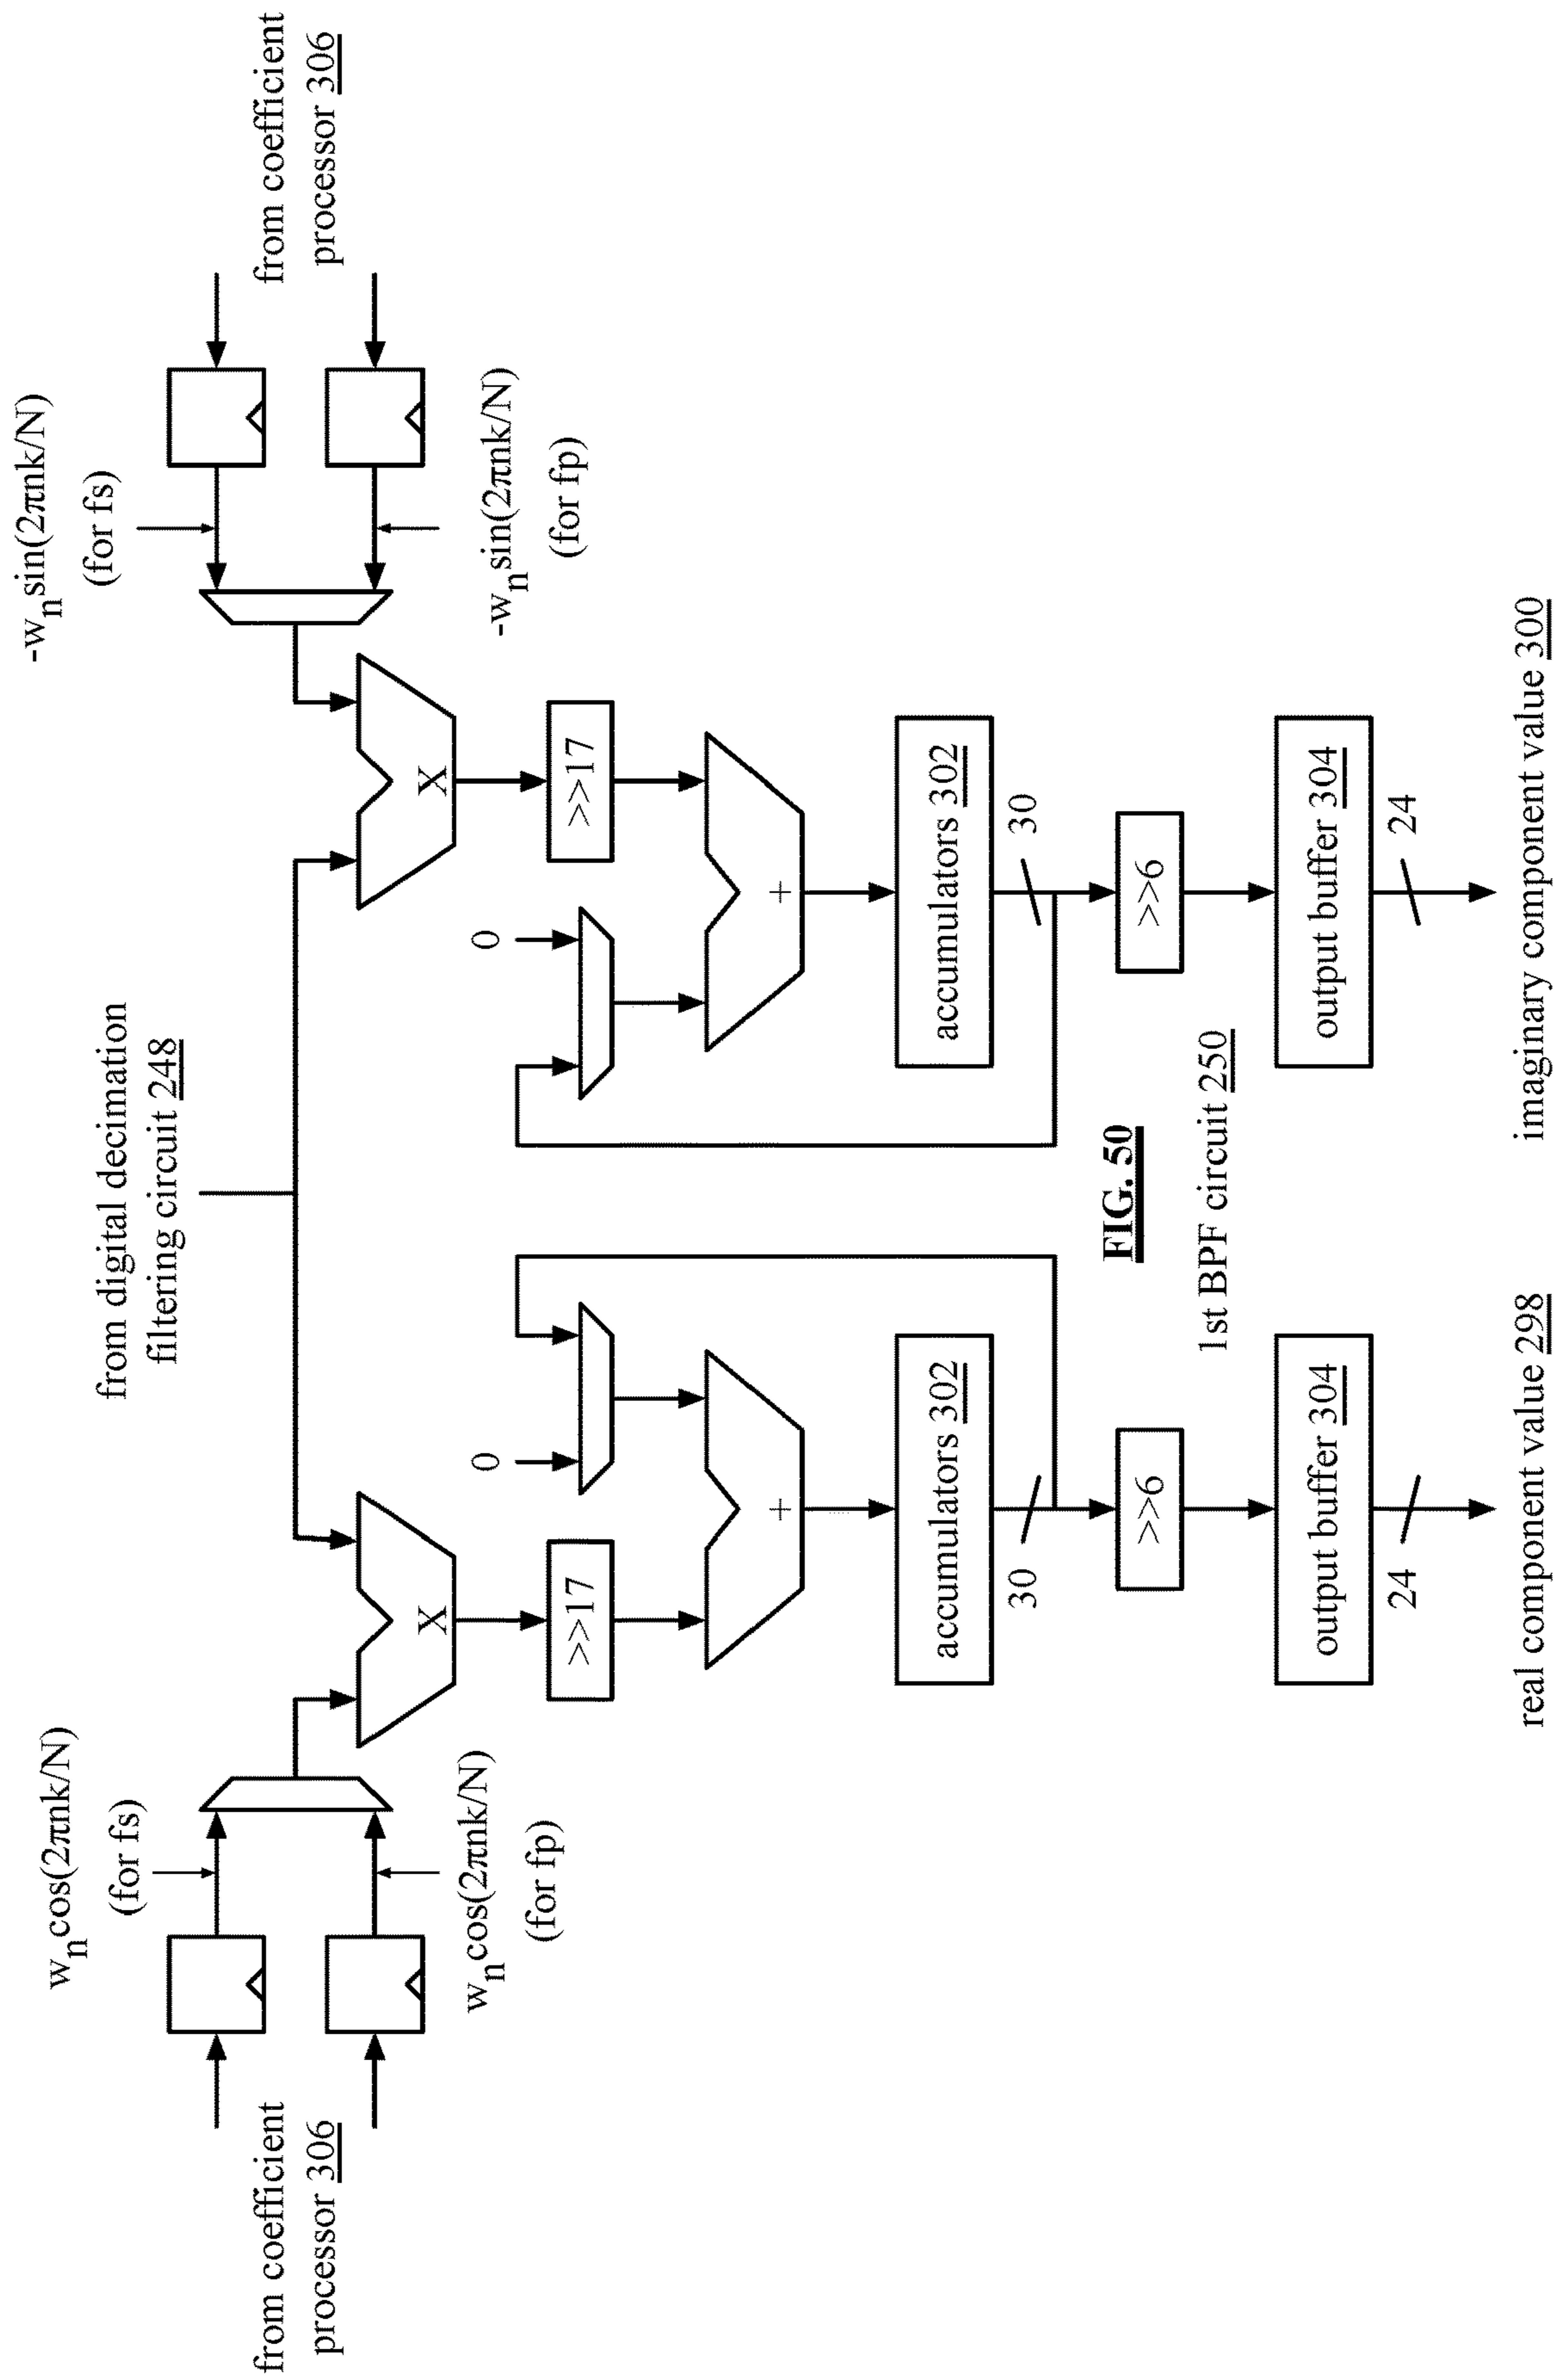 from coefficient
processor 306
wₙcos(2πnk/N)
(for fs)
wₙcos(2πnk/N)
(for fp)
from digital decimation
filtering circuit 248
-wₙsin(2πnk/N)
(for fs)
-wₙsin(2πnk/N)
(for fp)
from coefficient
processor 306
X
X
>>17
0
0
>>17
+
+
accumulators 302
accumulators 302
30
30
FIG. 50
1st BPF circuit 250
>>6
>>6
output buffer 304
output buffer 304
24
24
real component value 298
imaginary component value 300